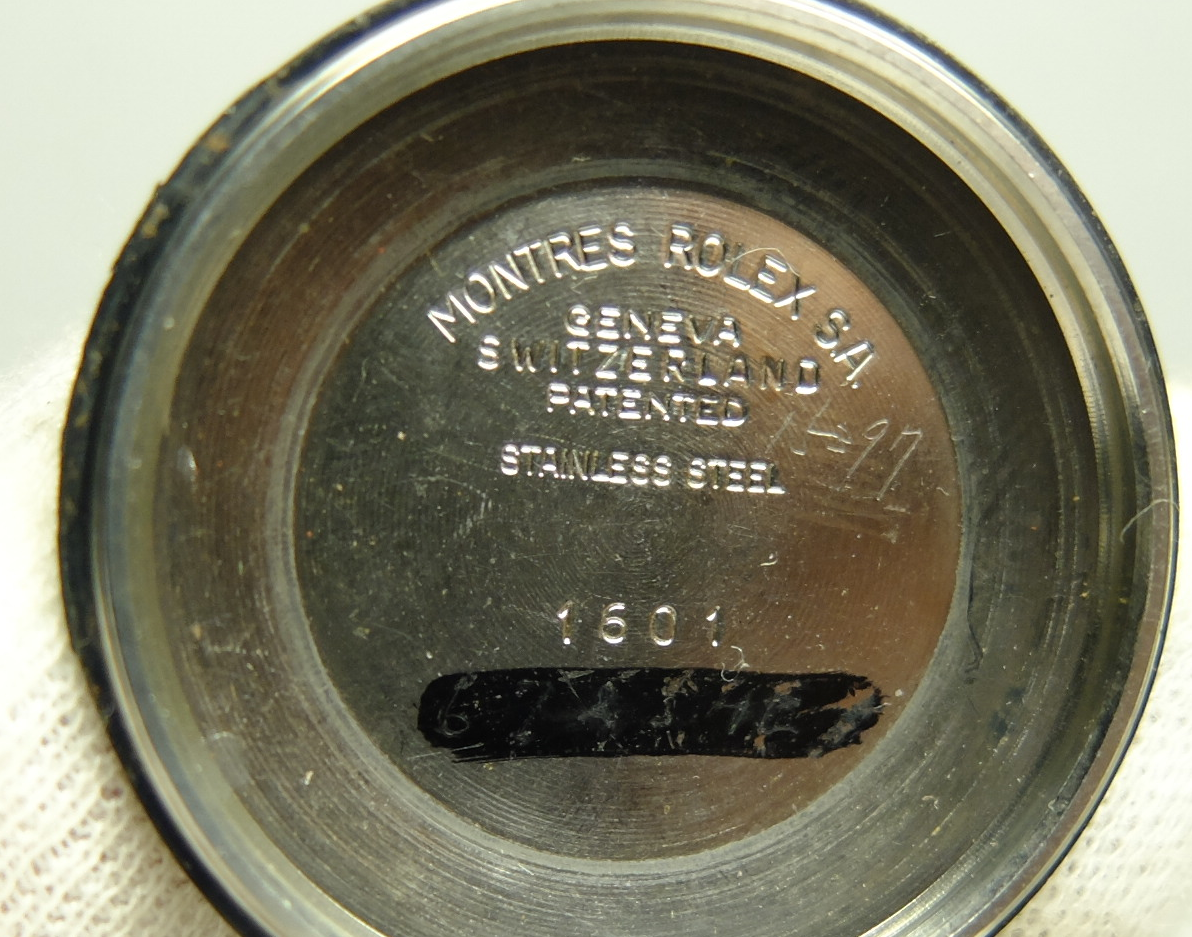 MONTRES ROLEX S.A.
GENEVA
SWITZERLAND
PATENTED
STAINLESS STEEL
1601